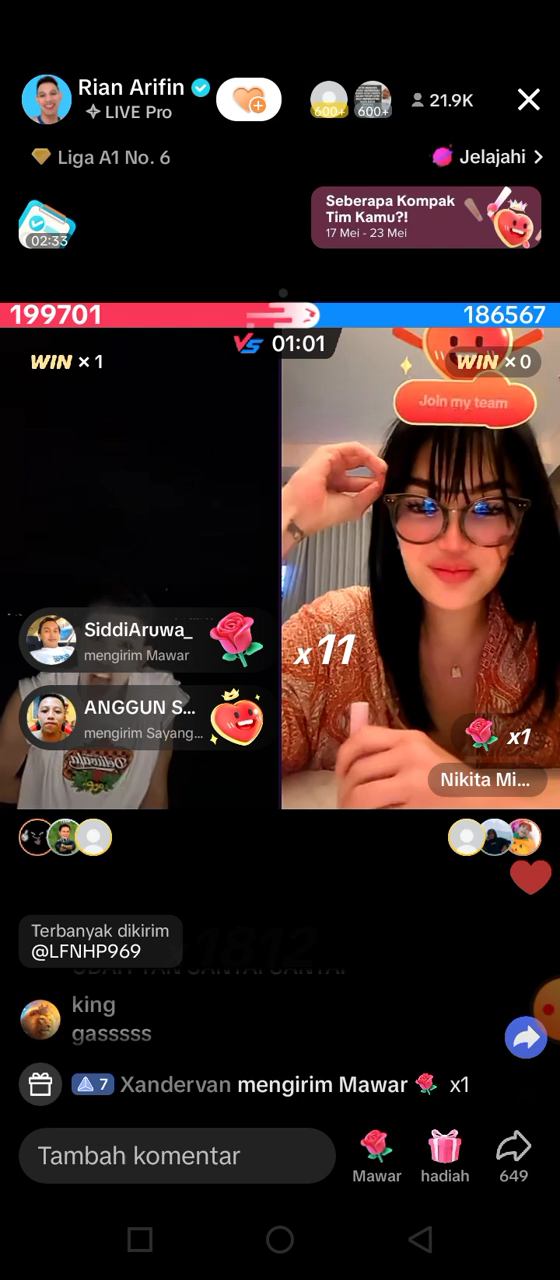 Rian Arifin
LIVE Pro
600+
600+
21.9K
Liga A1 No. 6
Jelajahi
02:33
Seberapa Kompak
Tim Kamu?!
17 Mei - 23 Mei
199701
186567
VS 01:01
WIN × 1
WIN × 0
Join my team
SiddiAruwa_
mengirim Mawar
x11
ANGGUN S...
mengirim Sayang...
x1
Nikita Mi...
Terbanyak dikirim
@LFNHP969
1812
king
gasssss
7 Xandervan mengirim Mawar x1
Tambah komentar
Mawar
hadiah
649